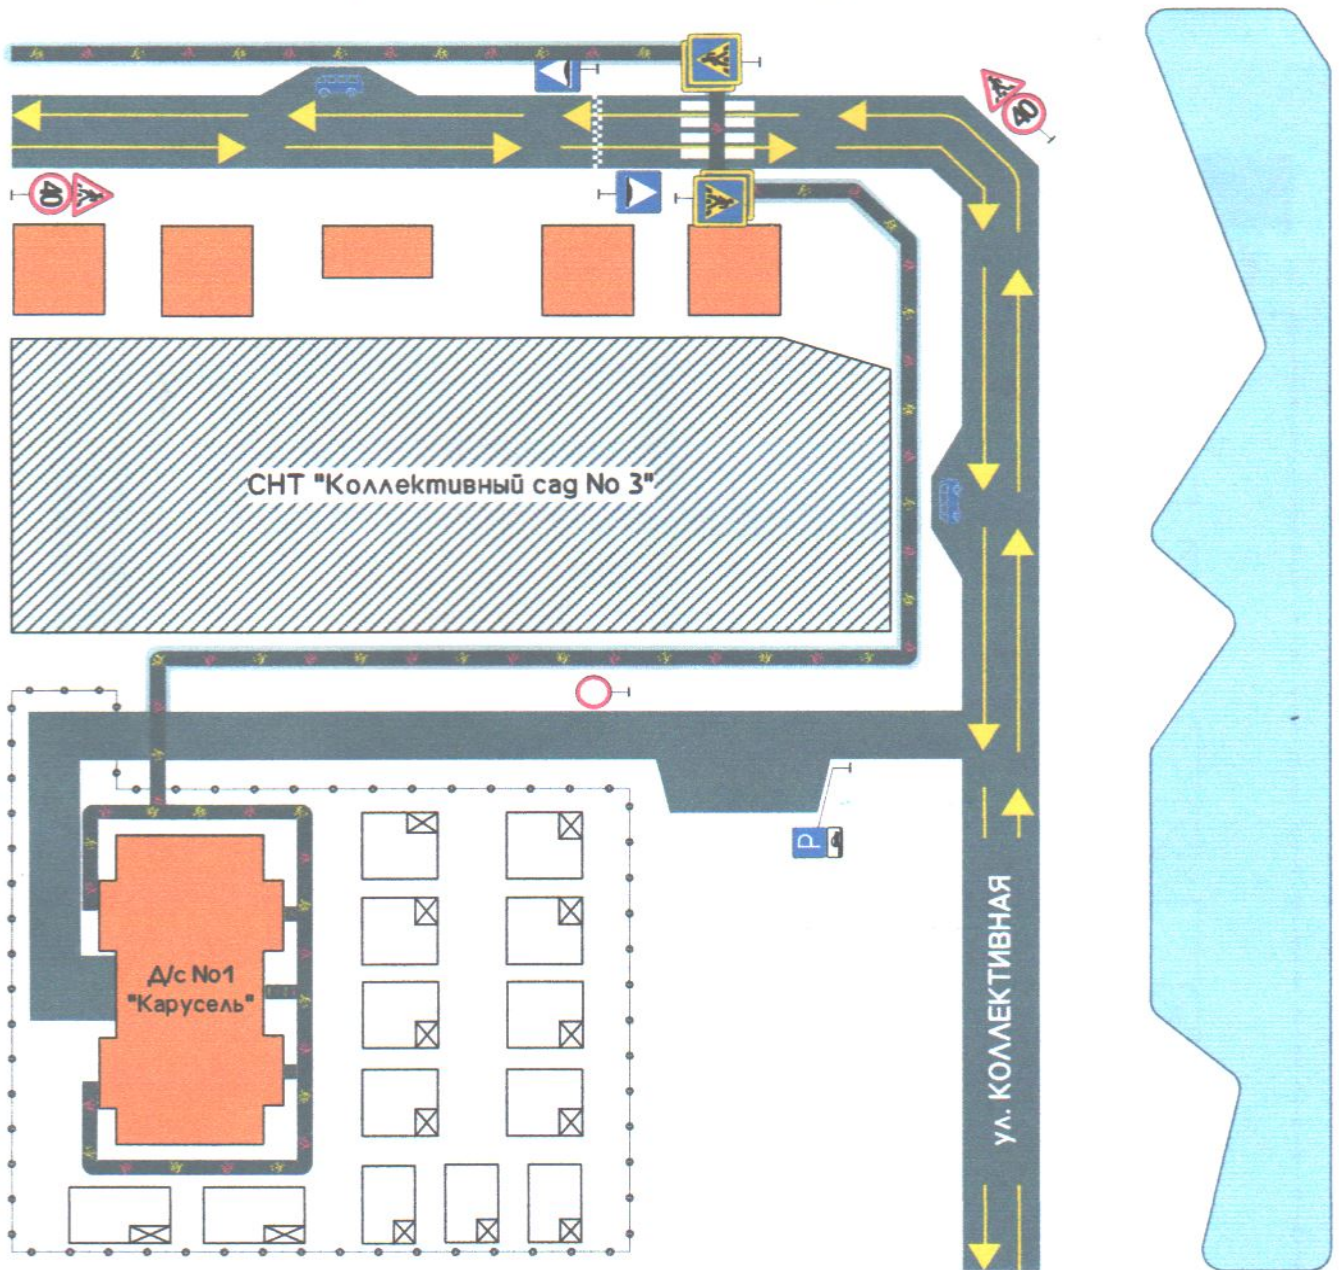 40
40
СНТ "Коллективный сад No 3"
P
Д/с No1
"Карусель"
ул. КОЛЛЕКТИВНАЯ